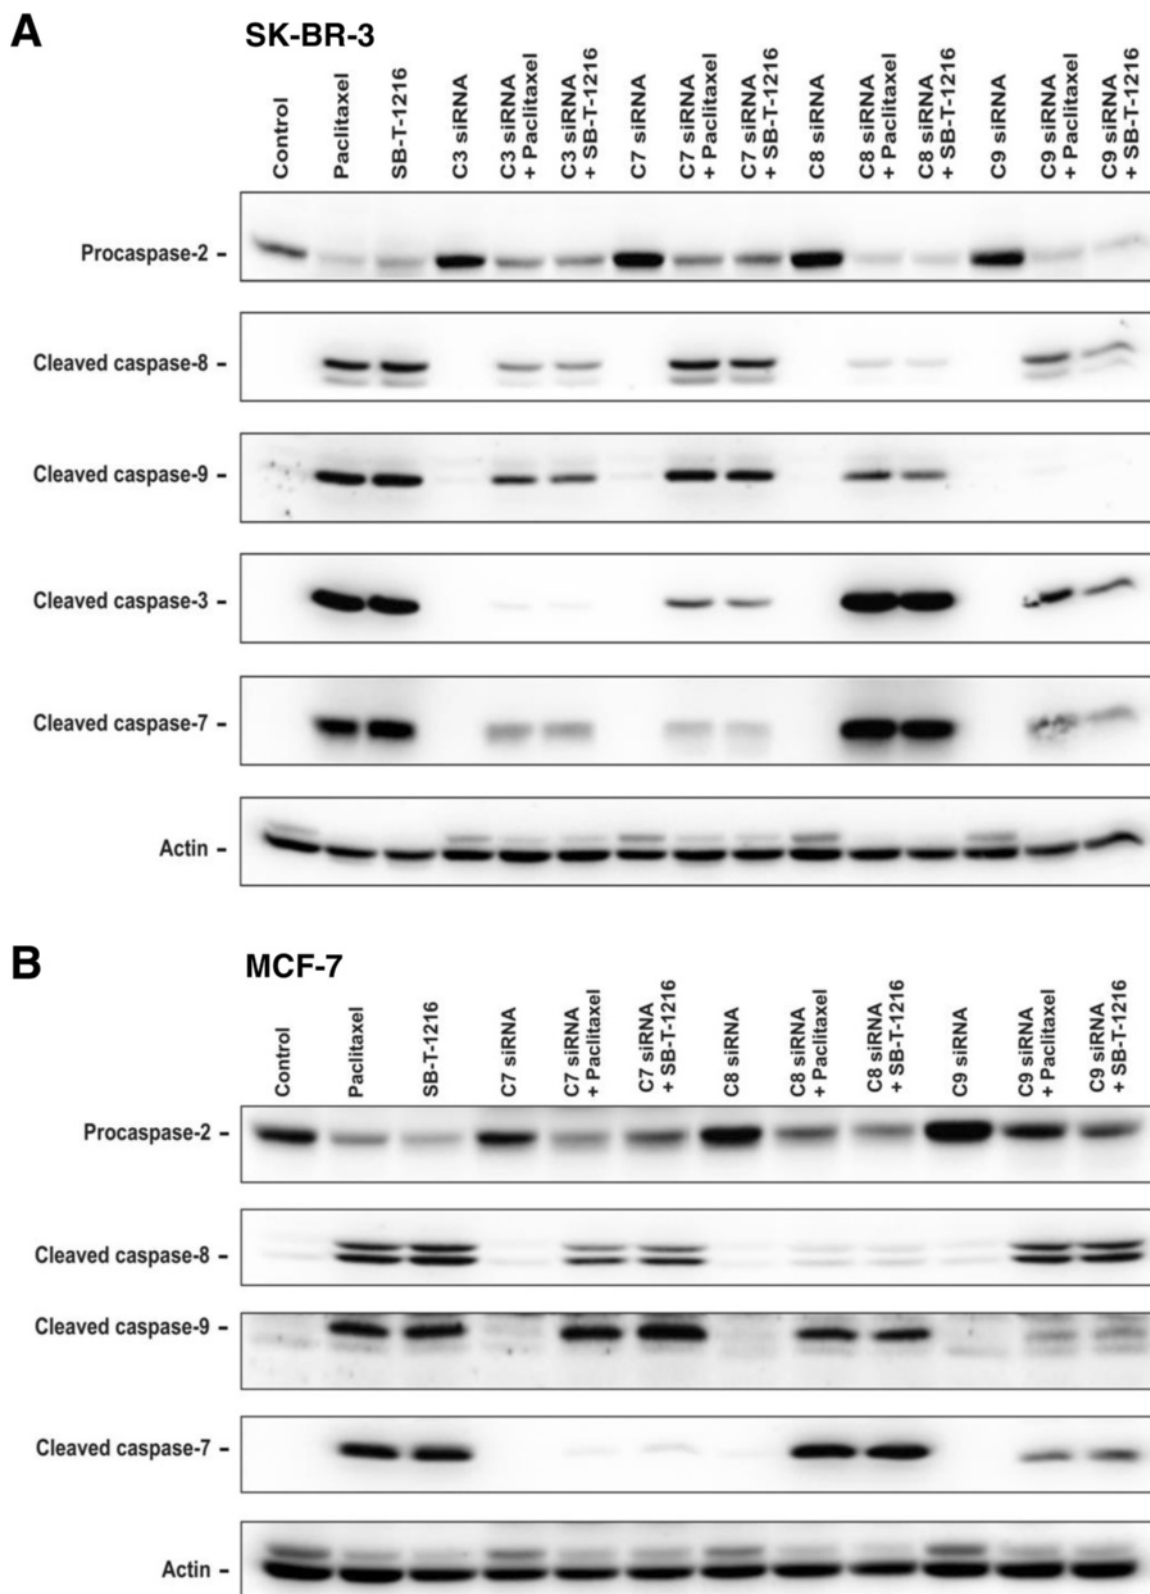 A
SK-BR-3
Control
Paclitaxel
SB-T-1216
C3 siRNA
C3 siRNA
+ Paclitaxel
C3 siRNA
+ SB-T-1216
C7 siRNA
C7 siRNA
+ Paclitaxel
C7 siRNA
+ SB-T-1216
C8 siRNA
C8 siRNA
+ Paclitaxel
C8 siRNA
+ SB-T-1216
C9 siRNA
C9 siRNA
+ Paclitaxel
C9 siRNA
+ SB-T-1216
Procaspase-2 -
Cleaved caspase-8 -
Cleaved caspase-9 -
Cleaved caspase-3 -
Cleaved caspase-7 -
Actin -
B
MCF-7
Control
Paclitaxel
SB-T-1216
C7 siRNA
C7 siRNA
+ Paclitaxel
C7 siRNA
+ SB-T-1216
C8 siRNA
C8 siRNA
+ Paclitaxel
C8 siRNA
+ SB-T-1216
C9 siRNA
C9 siRNA
+ Paclitaxel
C9 siRNA
+ SB-T-1216
Procaspase-2 -
Cleaved caspase-8 -
Cleaved caspase-9 -
Cleaved caspase-7 -
Actin -